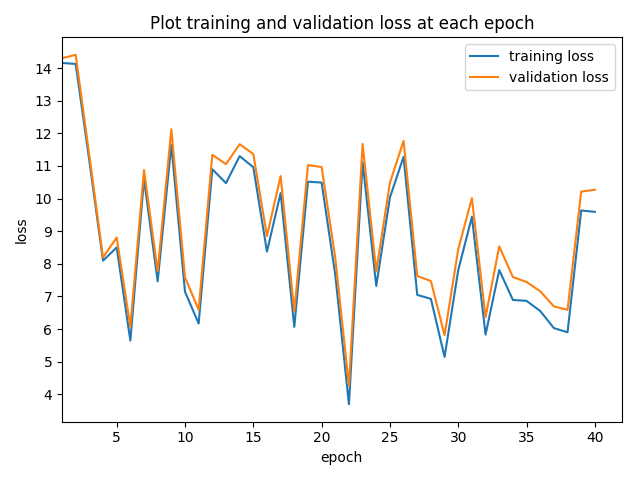 Plot training and validation loss at each epoch
training loss
validation loss
14
13
12
11
10
9
8
7
6
5
4
loss
5 10 15 20 25 30 35 40
epoch